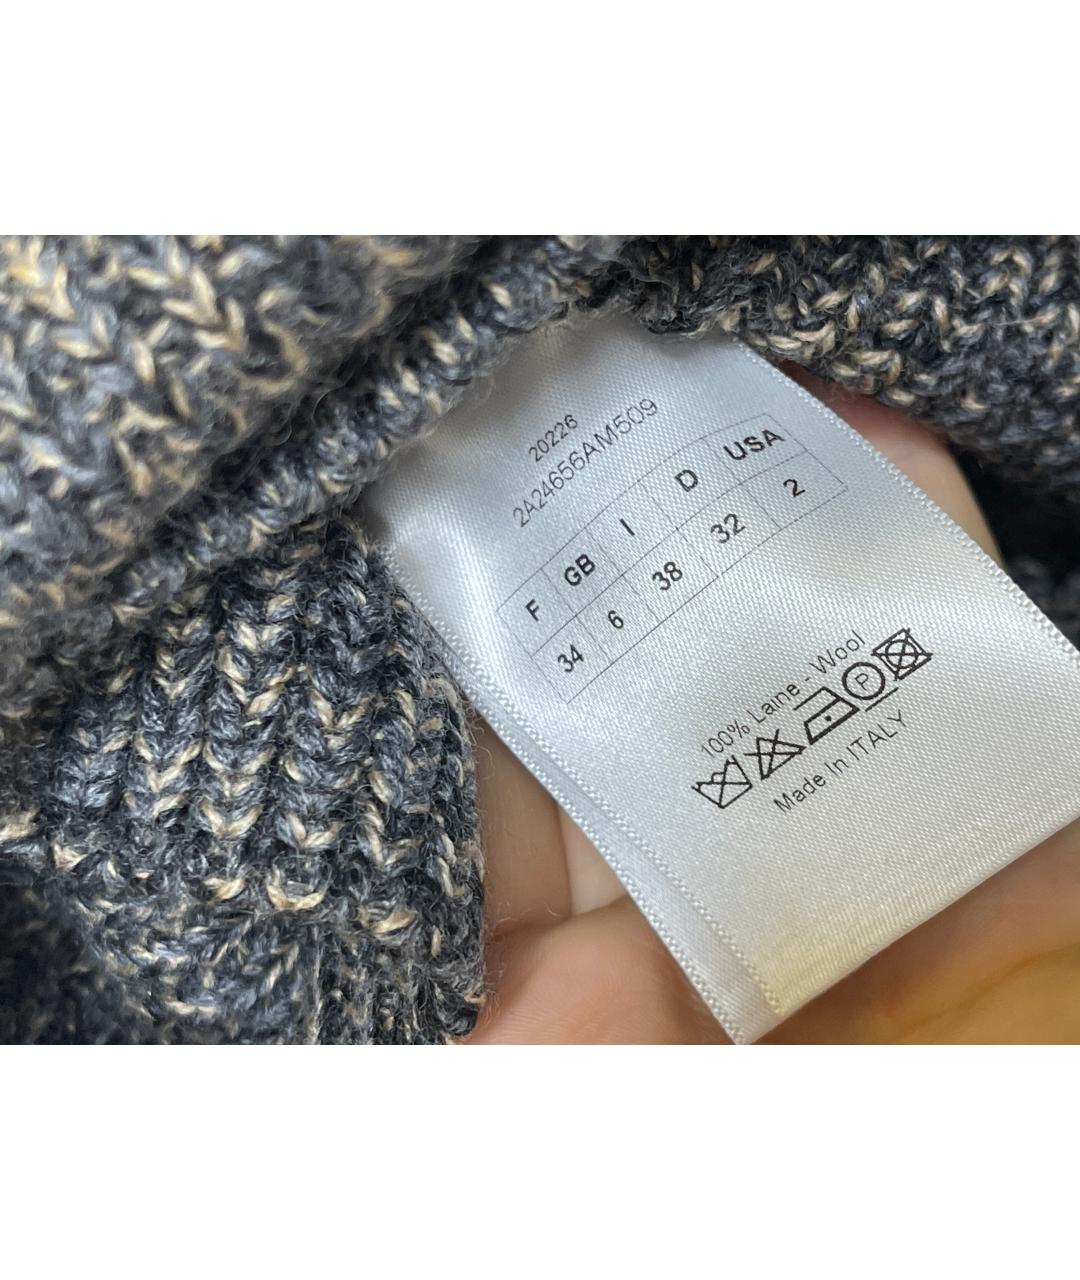 20226
2A24656AM509
F GB I D USA
34 6 38 32 2
100% Laine - Wool
P
Made In ITALY